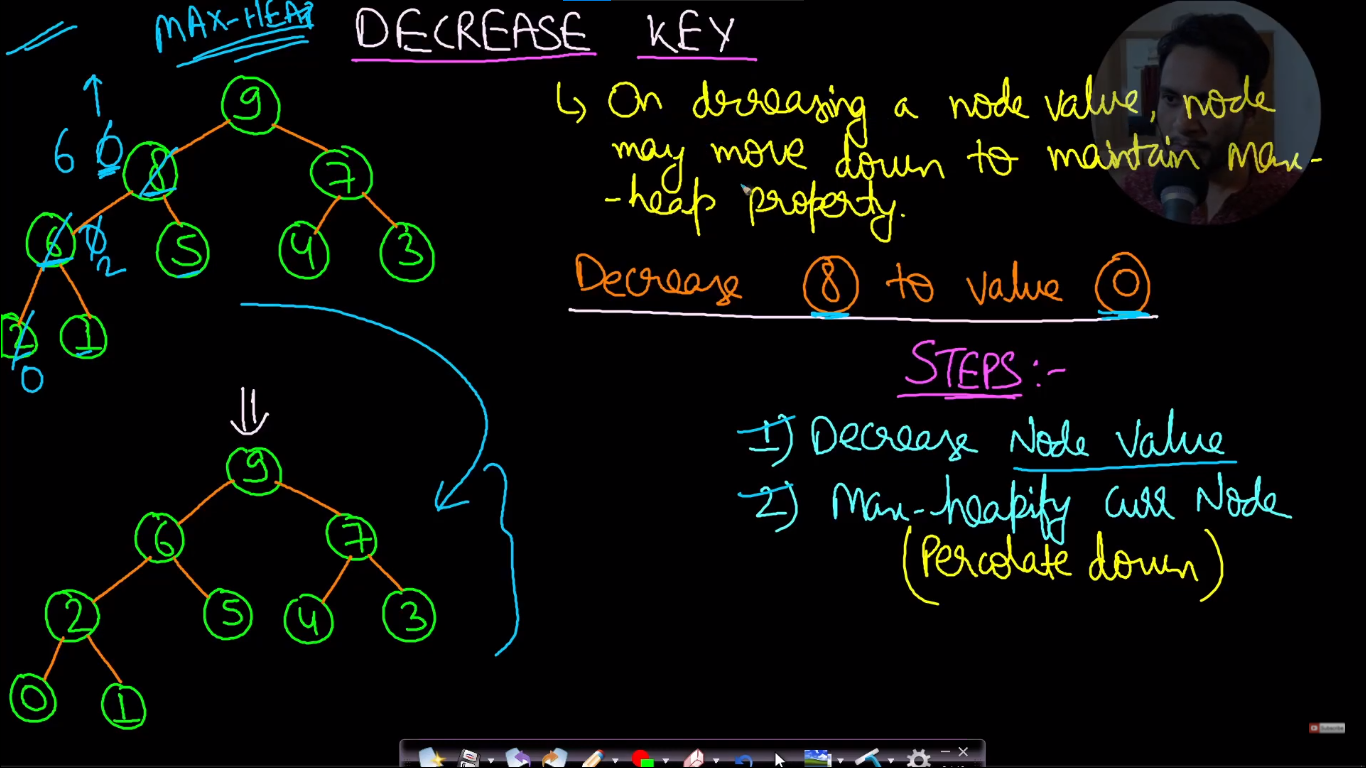 MAX-HEAP
DECREASE KEY
↳ On decreasing a node value, node
may move down to maintain Max-
-heap property.
Decrease 8 to value 0
STEPS:-
1) Decrease Node Value
2) Max-heapify curr Node
(Percolate down)
9
6 0 8 7
6 0 2 5 4 3
2 1
0
9
6 7
2 5 4 3
0 1
Subscribe